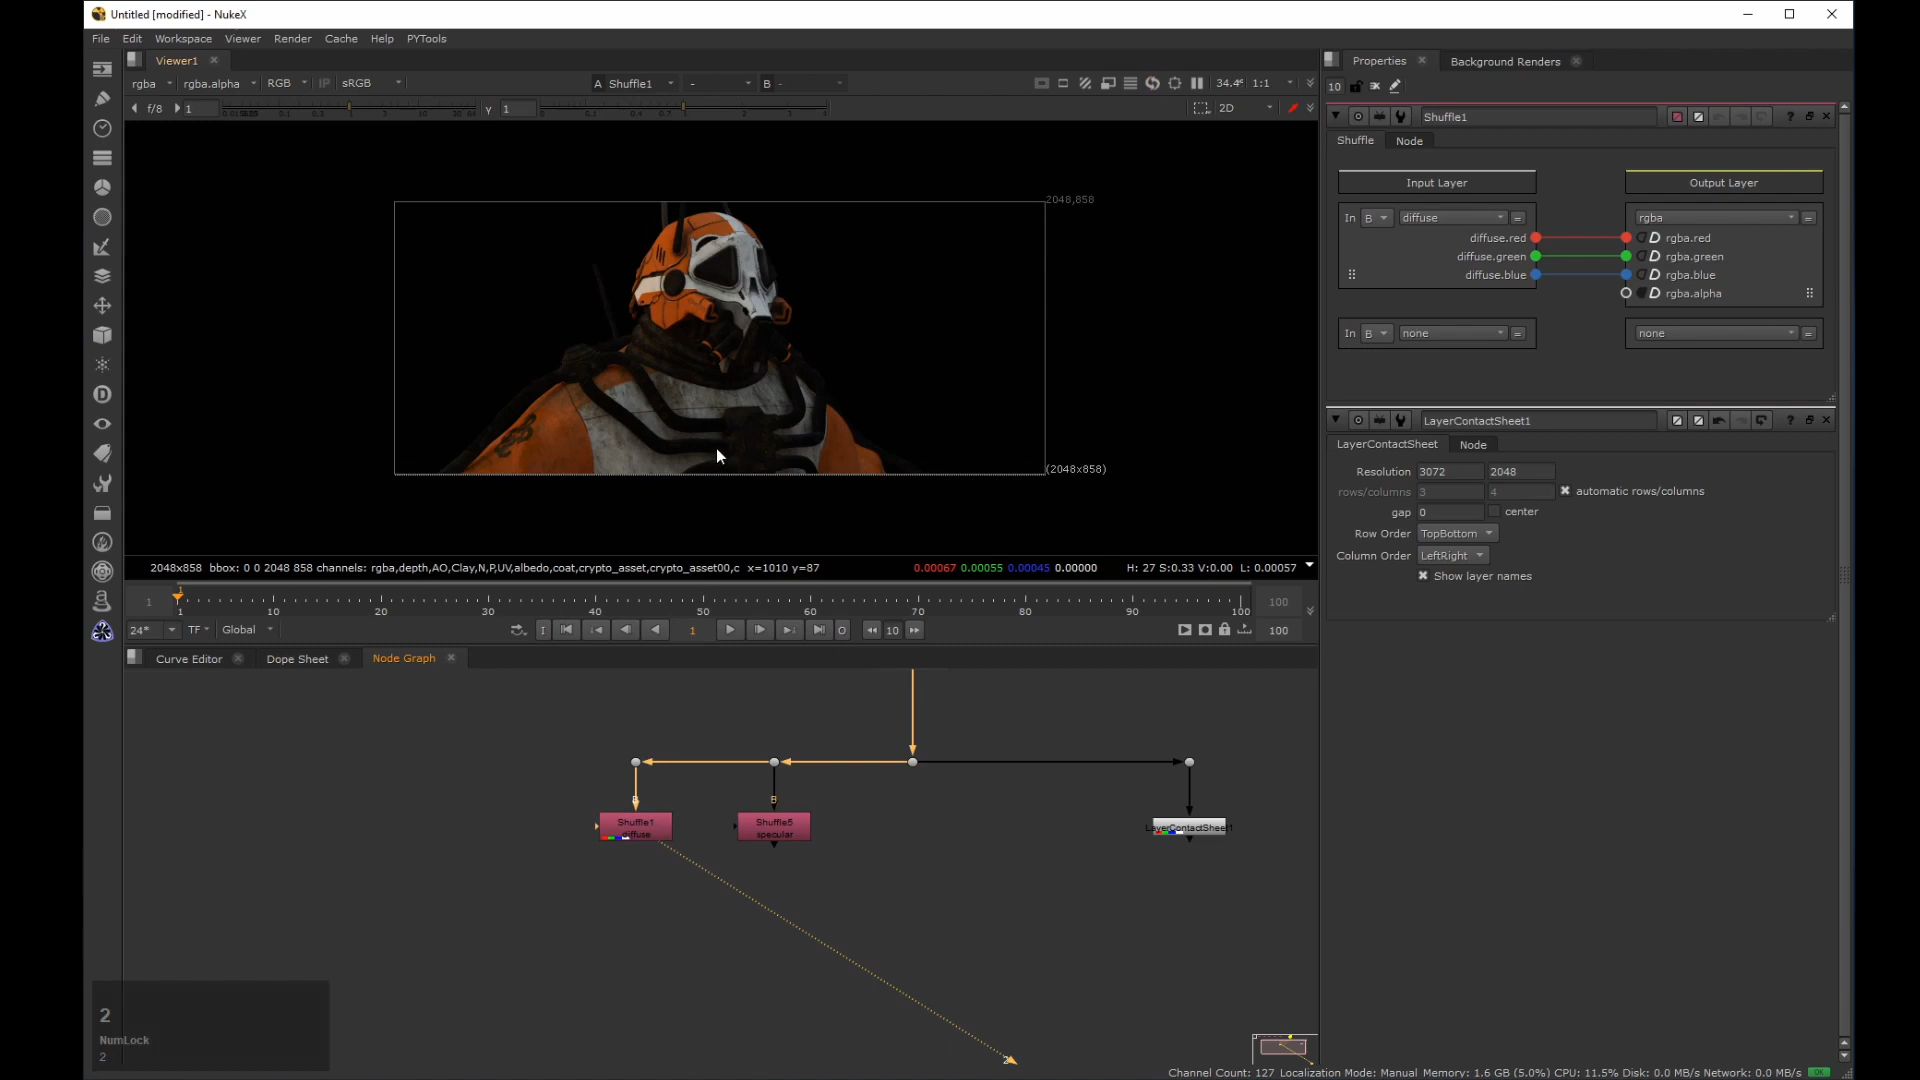 Untitled [modified] - NukeX
File Edit Workspace Viewer Render Cache Help PYTools
Viewer1
rgba rgba.alpha RGB IP sRGB A Shuffle1 - B - 1:1
f/8 1 γ 1 2D
2048,858
(2048x858)
2048x858 bbox: 0 0 2048 858 channels: rgba,depth,AO,Clay,N,P,UV,albedo,coat,crypto_asset,crypto_asset00,c x=1010 y=87 0.00067 0.00055 0.00045 0.00000 H: 27 S:0.33 V:0.00 L: 0.00057
1 1 10 20 30 40 50 60 70 80 90 100 100
24* TF Global I 1 O 10 100
Curve Editor Dope Sheet Node Graph
B
Shuffle1
diffuse
Shuffle5
specular
LayerContactSheet1
2
NumLock
2
Properties Background Renders
10
Shuffle1
Shuffle Node
Input Layer Output Layer
In B diffuse = rgba =
diffuse.red D rgba.red
diffuse.green D rgba.green
diffuse.blue D rgba.blue
D rgba.alpha
In B none = none =
LayerContactSheet1
LayerContactSheet Node
Resolution 3072 2048
rows/columns 3 4 automatic rows/columns
gap 0 center
Row Order TopBottom
Column Order LeftRight
Show layer names
Channel Count: 127 Localization Mode: Manual Memory: 1.6 GB (5.0%) CPU: 11.5% Disk: 0.0 MB/s Network: 0.0 MB/s